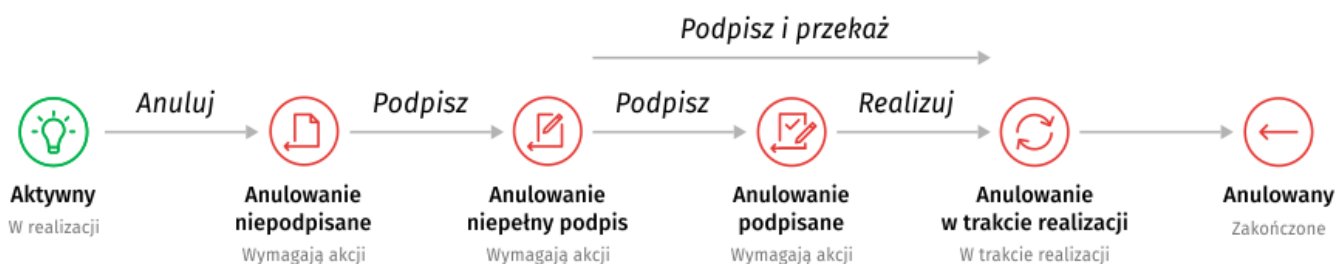 Podpisz i przekaż
Anuluj
Podpisz
Podpisz
Realizuj
Aktywny
W realizacji
Anulowanie
niepodpisane
Wymagają akcji
Anulowanie
niepełny podpis
Wymagają akcji
Anulowanie
podpisane
Wymagają akcji
Anulowanie
w trakcie realizacji
W trakcie realizacji
Anulowany
Zakończone